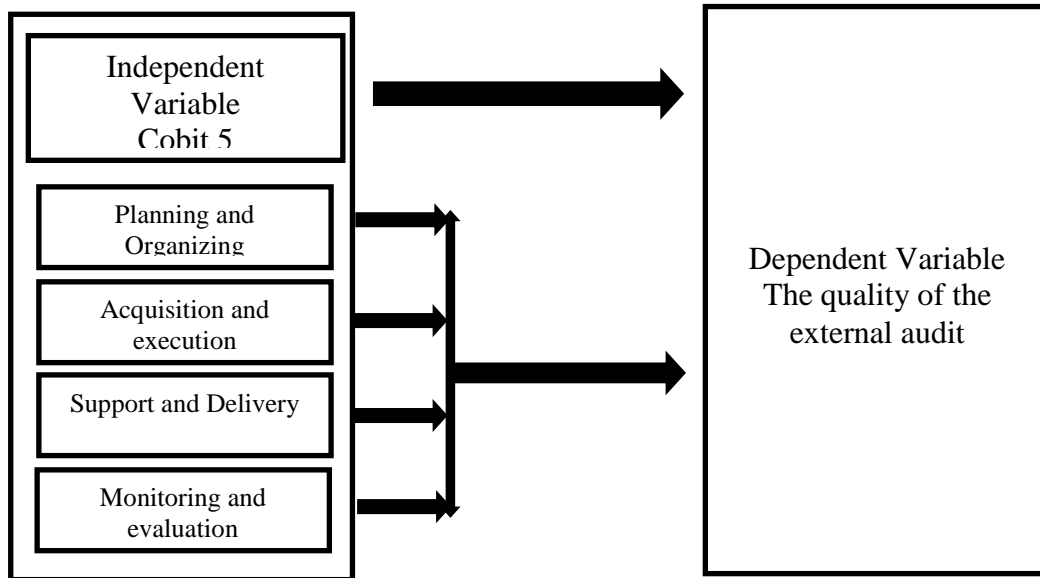 Independent
Variable
Cobit 5
Planning and
Organizing
Acquisition and
execution
Support and Delivery
Monitoring and
evaluation
Dependent Variable
The quality of the
external audit